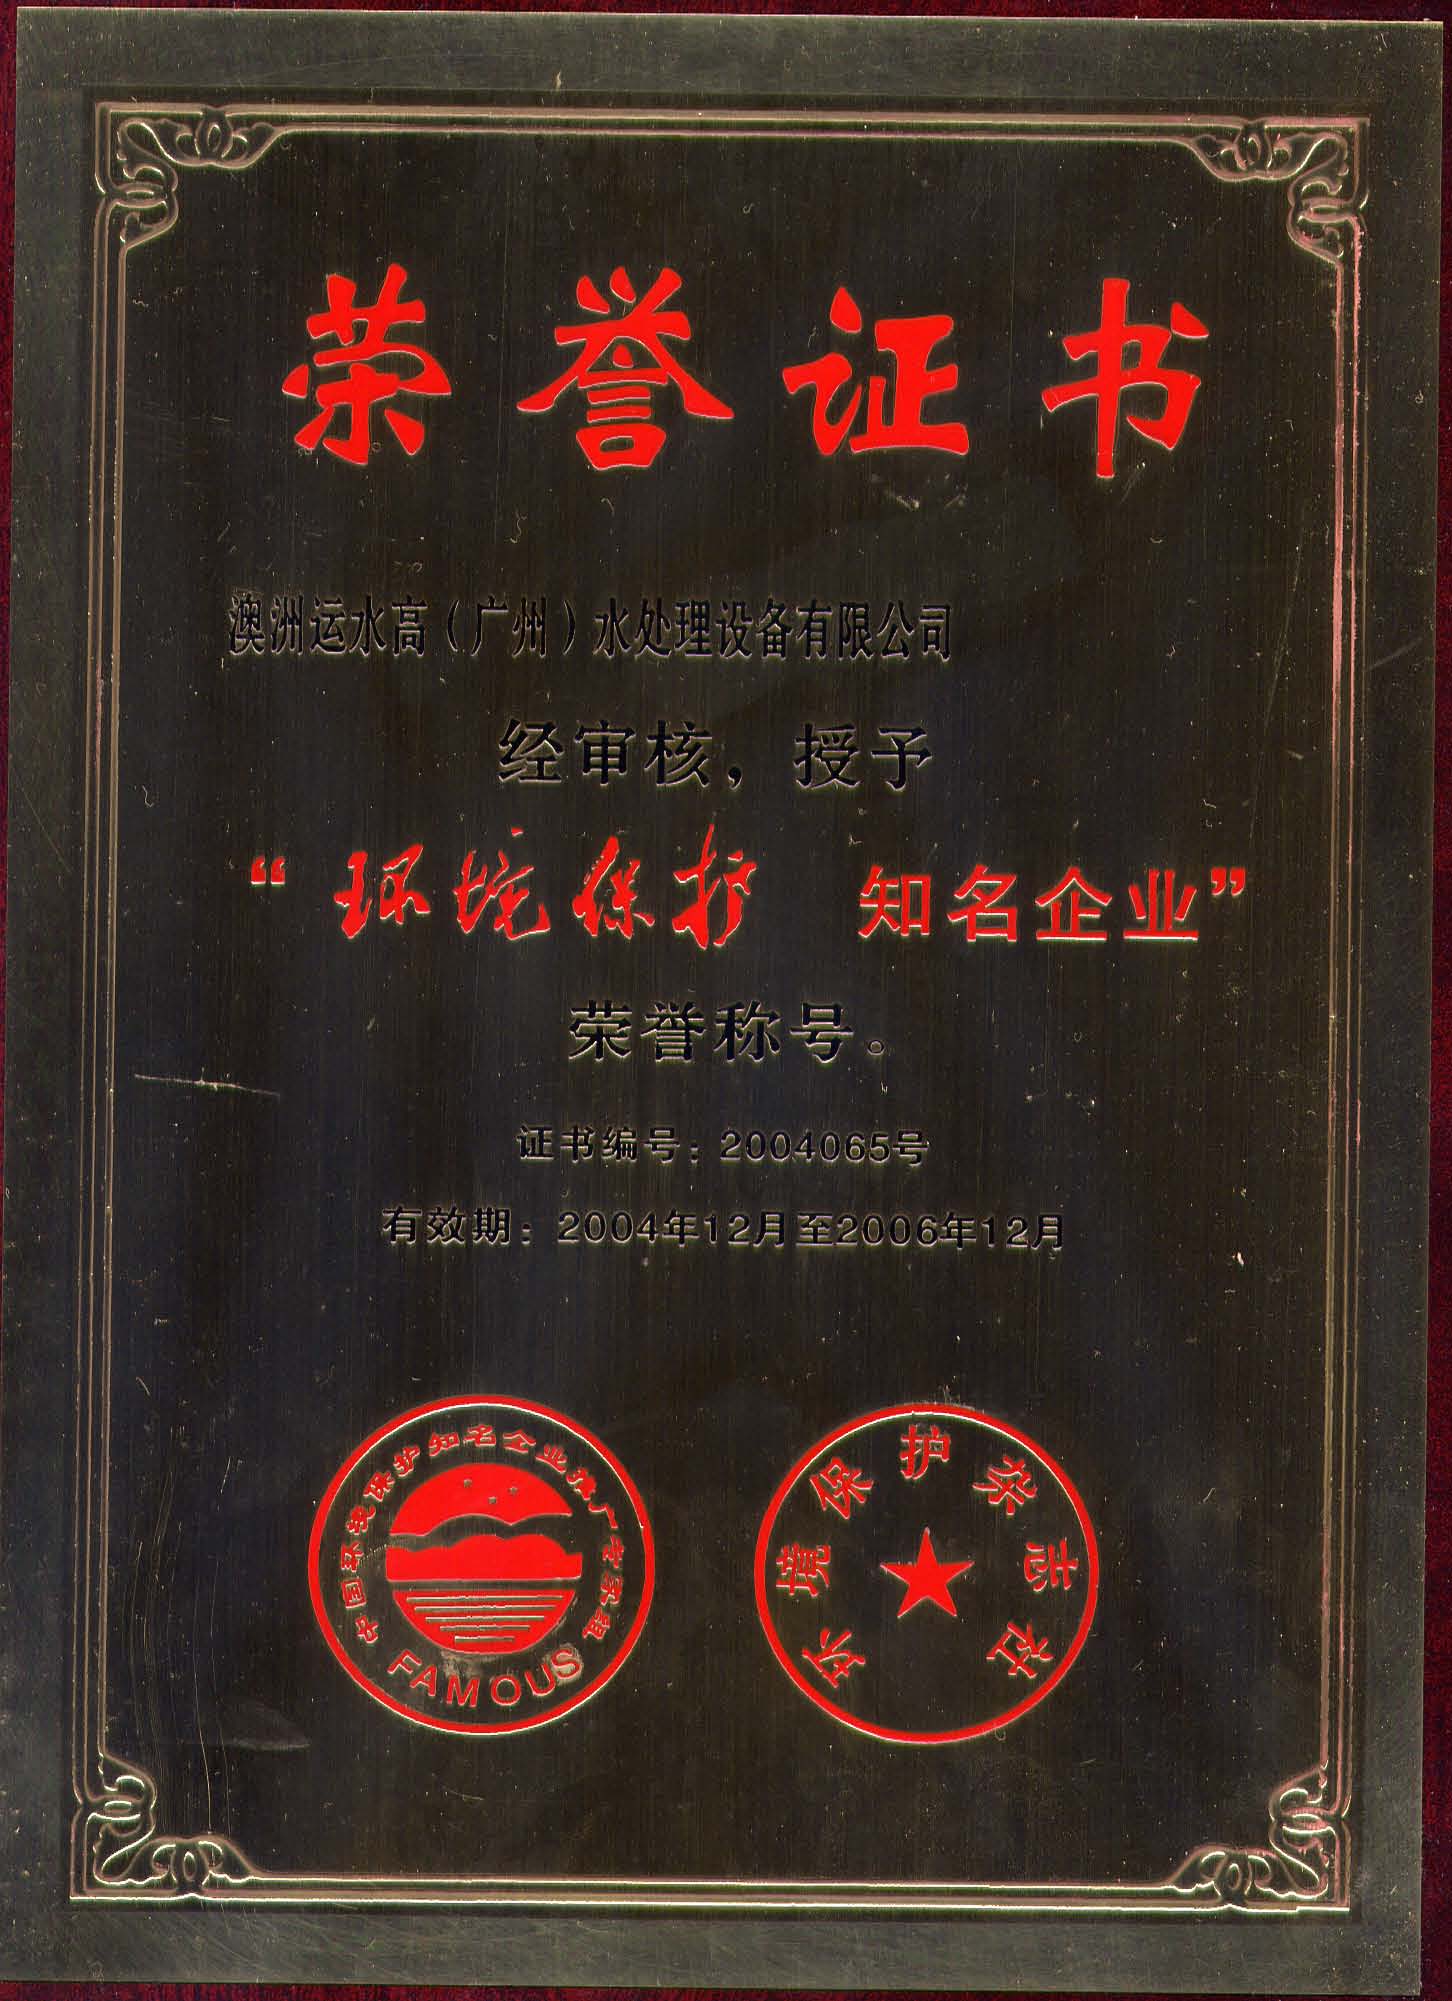 荣誉证书
澳洲运水高（广州）水处理设备有限公司
经审核，授予
“环境保护 知名企业”
荣誉称号。
证书编号：2004065号
有效期：2004年12月至2006年12月
中国环境保护知名企业推广专家组
FAMOUS
环境保护杂志社